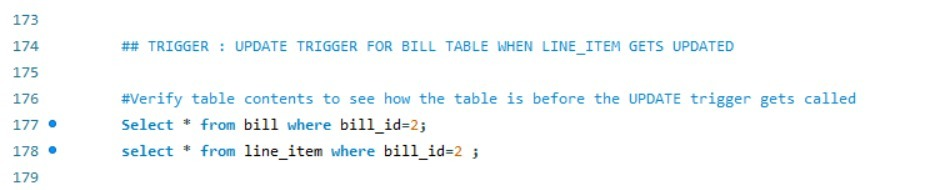 173
174 ## TRIGGER : UPDATE TRIGGER FOR BILL TABLE WHEN LINE_ITEM GETS UPDATED
175
176 #Verify table contents to see how the table is before the UPDATE trigger gets called
177 Select * from bill where bill_id=2;
178 select * from line_item where bill_id=2 ;
179